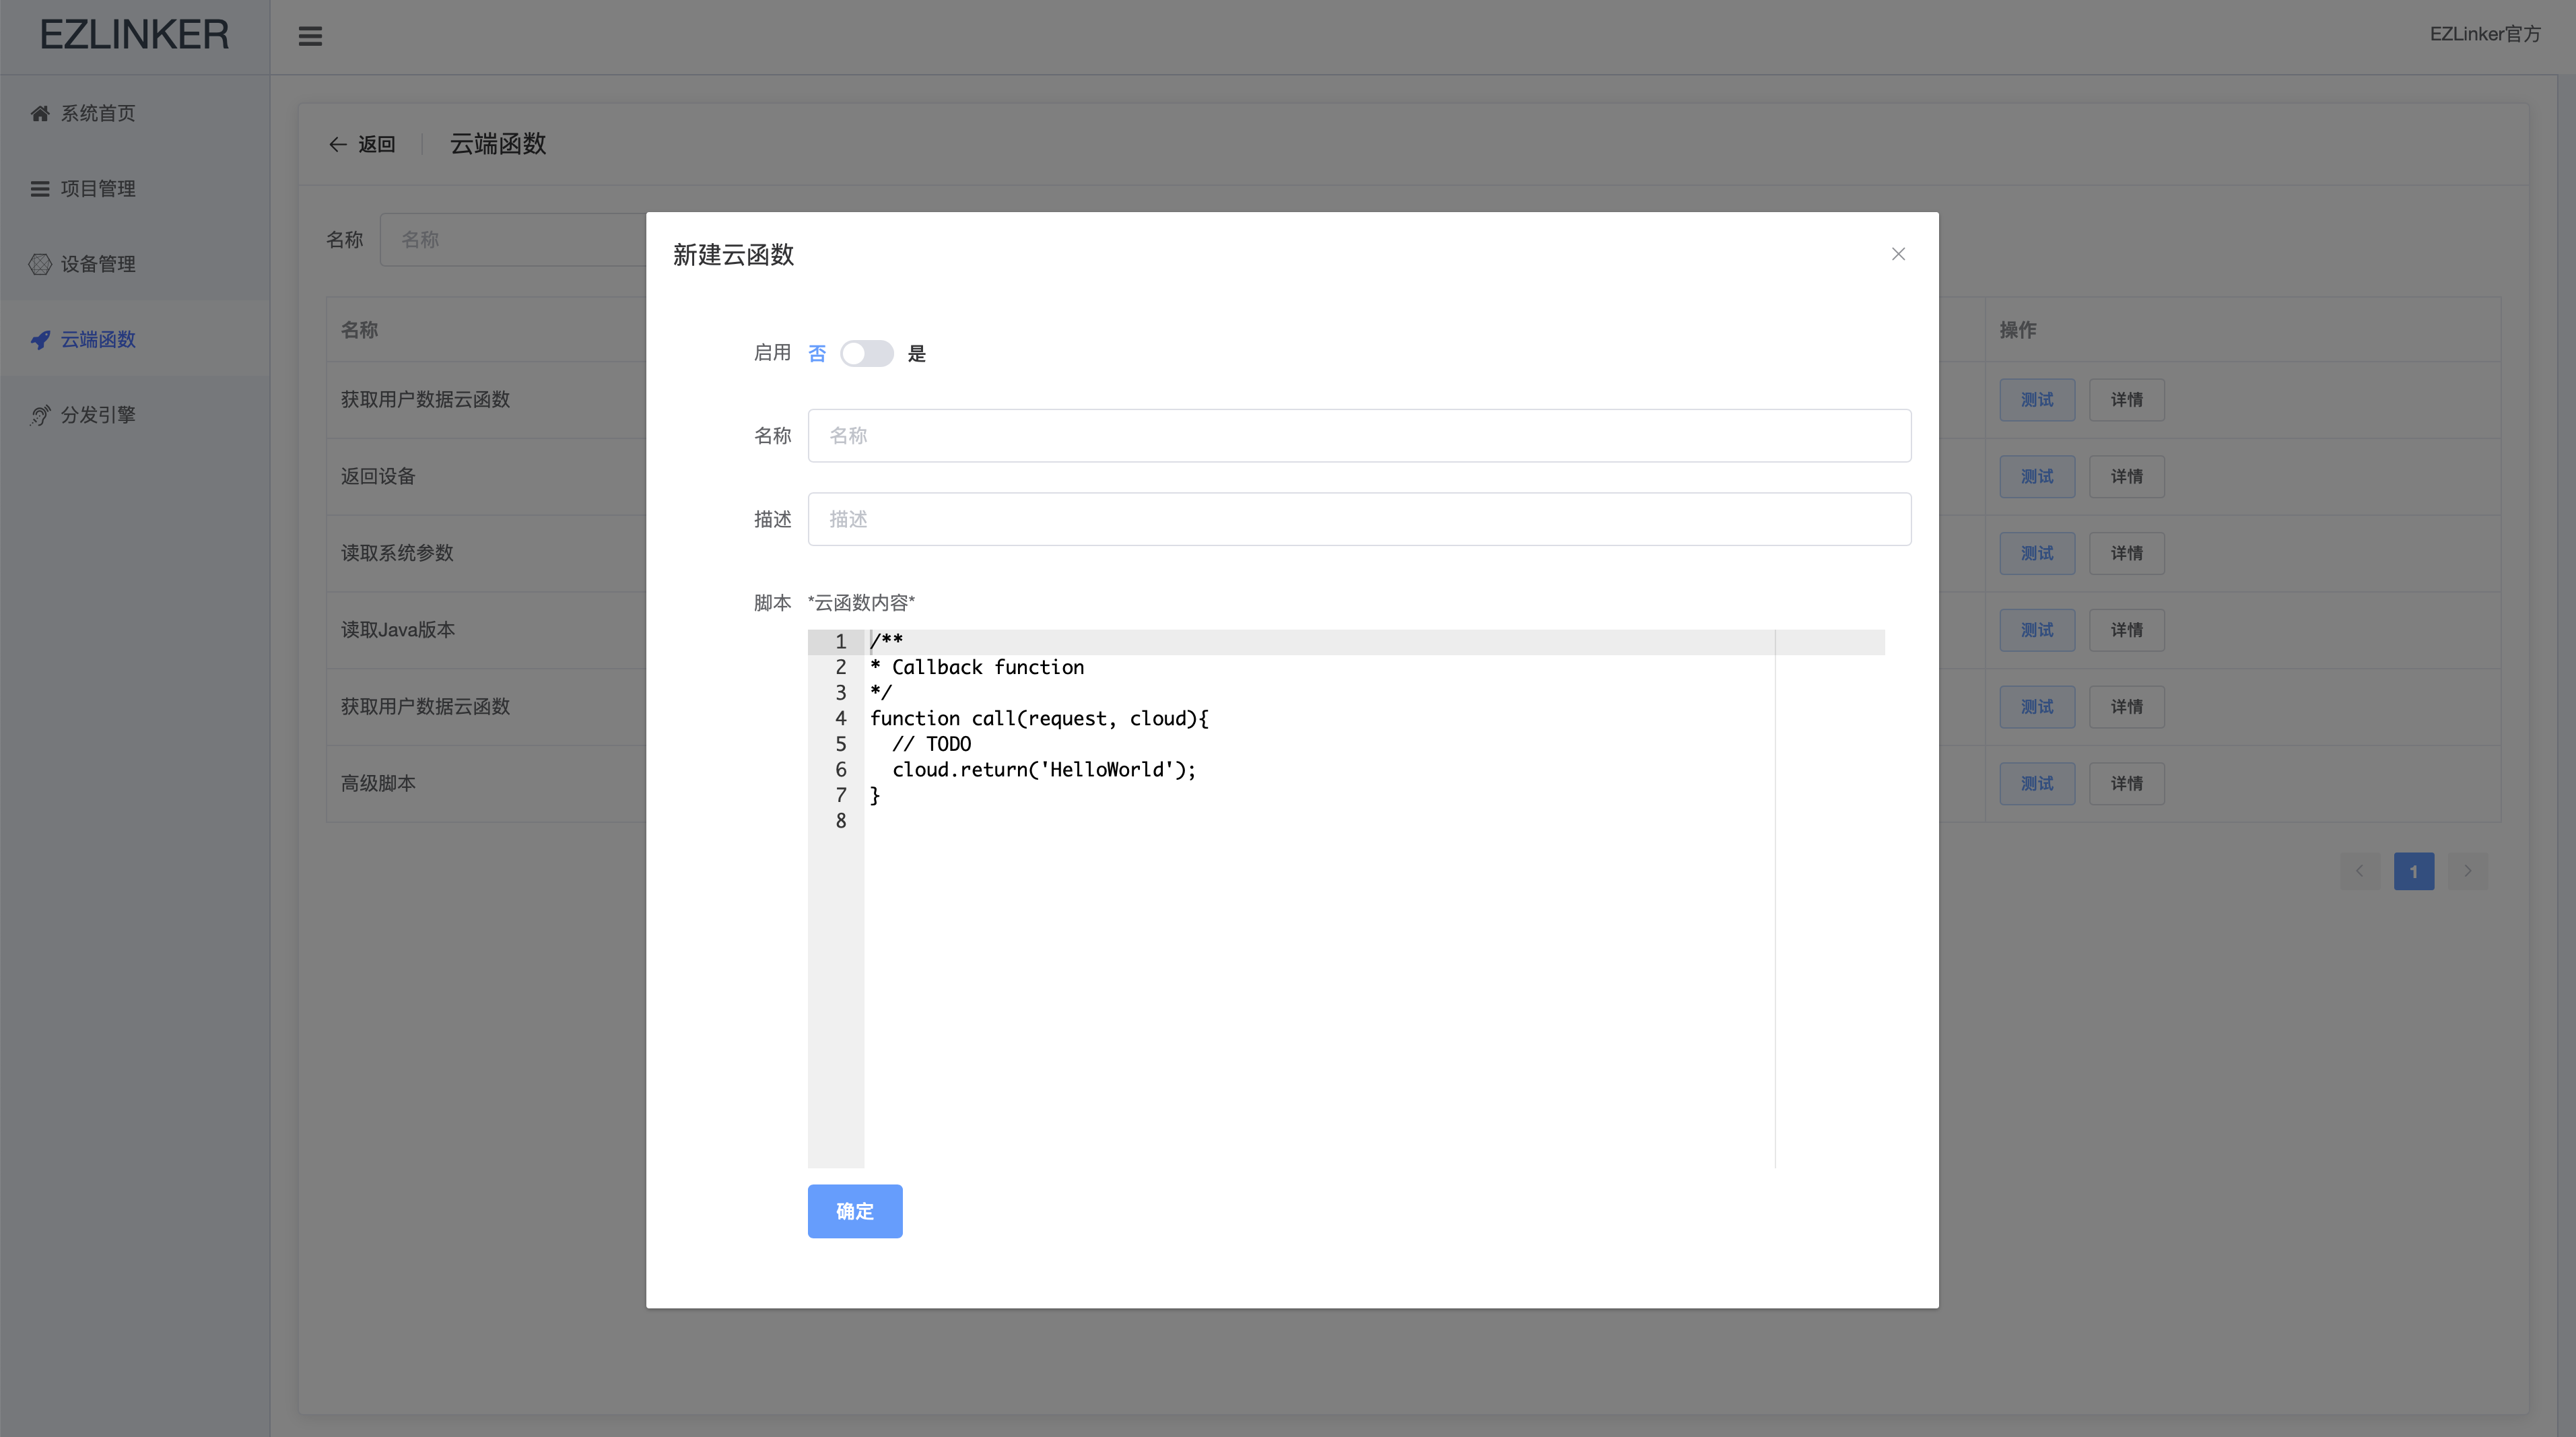 EZLINKER
EZLinker官方
系统首页
项目管理
设备管理
云端函数
分发引擎
返回
云端函数
名称 名称
名称 操作
获取用户数据云函数 测试 详情
返回设备 测试 详情
读取系统参数 测试 详情
读取Java版本 测试 详情
获取用户数据云函数 测试 详情
高级脚本 测试 详情
1
新建云函数
启用 否 是
名称 名称
描述 描述
脚本 *云函数内容*
1 /**
2 * Callback function
3 */
4 function call(request, cloud){
5 // TODO
6 cloud.return('HelloWorld');
7 }
8
确定